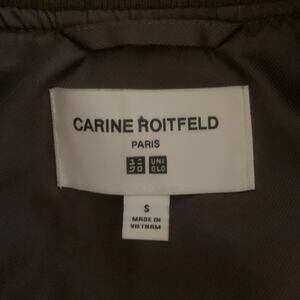 CARINE ROITFELD
PARIS
ユニ UNI
クロ QLO
S
MADE IN
VIETNAM